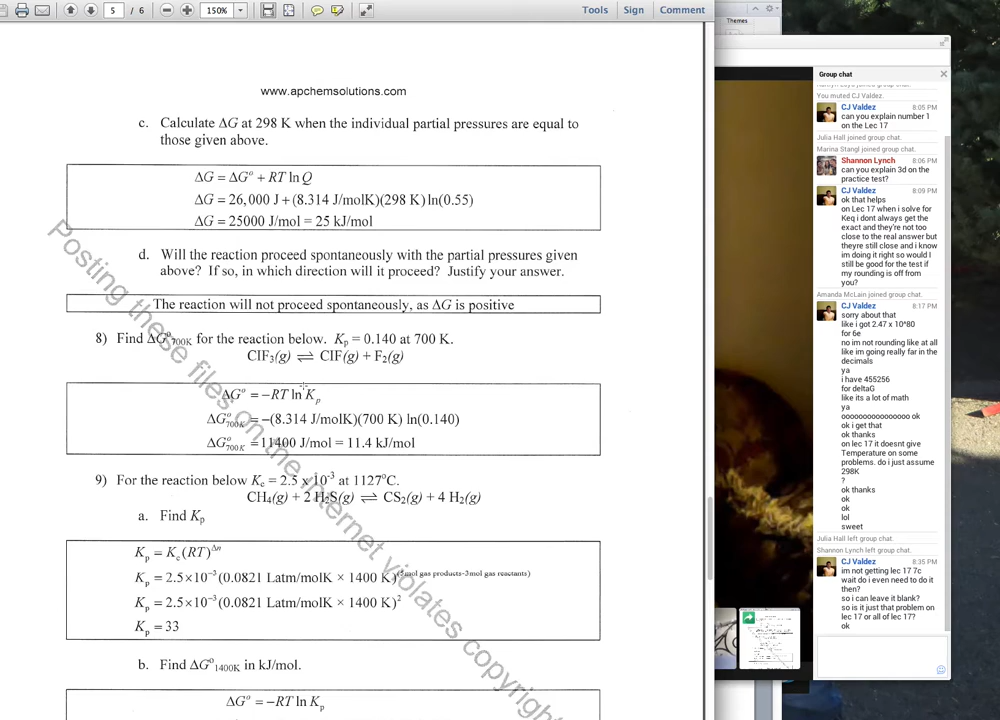 5 / 6
150%
Tools
Sign
Comment
Themes
www.apchemsolutions.com
c. Calculate ΔG at 298 K when the individual partial pressures are equal to
those given above.
ΔG = ΔG° + RT ln Q
ΔG = 26,000 J + (8.314 J/molK)(298 K) ln(0.55)
ΔG = 25000 J/mol = 25 kJ/mol
d. Will the reaction proceed spontaneously with the partial pressures given
above? If so, in which direction will it proceed? Justify your answer.
The reaction will not proceed spontaneously, as ΔG is positive
8) Find ΔG°700K for the reaction below. Kp = 0.140 at 700 K.
ClF3(g) ⇌ ClF(g) + F2(g)
ΔG° = −RT ln Kp
ΔG°700K = −(8.314 J/molK)(700 K) ln(0.140)
ΔG°700K = 11400 J/mol = 11.4 kJ/mol
9) For the reaction below Kc = 2.5 x 10-3 at 1127°C.
CH4(g) + 2 H2S(g) ⇌ CS2(g) + 4 H2(g)
a. Find Kp
Kp = Kc(RT)Δn
Kp = 2.5×10−3(0.0821 Latm/molK × 1400 K)(5mol gas products-3mol gas reactants)
Kp = 2.5×10−3(0.0821 Latm/molK × 1400 K)2
Kp = 33
b. Find ΔG°1400K in kJ/mol.
ΔG° = −RT ln Kp
Posting these files on the internet violates copyright
Group chat
You muted CJ Valdez.
CJ Valdez 8:05 PM
can you explain number 1
on the Lec 17
Julia Hall joined group chat.
Marina Stangl joined group chat.
Shannon Lynch 8:06 PM
can you explain 3d on the
practice test?
CJ Valdez 8:09 PM
ok that helps
on Lec 17 when i solve for
Keq i dont always get the
exact and they're not too
close to the real answer but
theyre still close and i know
im doing it right so would I
still be good for the test if
my rounding is off from
you?
Amanda McLain joined group chat.
CJ Valdez 8:17 PM
sorry about that
like i got 2.47 x 10^80
for 6e
no im not rounding like at all
like im going really far in the
decimals
ya
i have 455256
for deltaG
like its a lot of math
ya
oooooooooooooooo ok
ok i get that
ok thanks
on lec 17 it doesnt give
Temperature on some
problems. do i just assume
298K
?
ok thanks
ok
ok
lol
sweet
Julia Hall left group chat.
Shannon Lynch left group chat.
CJ Valdez 8:35 PM
im not getting lec 17 7c
wait do i even need to do it
then?
so i can leave it blank?
so is it just that problem on
lec 17 or all of lec 17?
ok